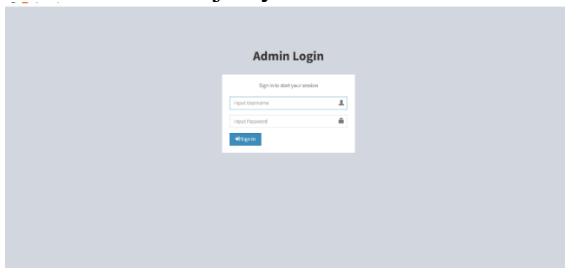 Admin Login
Sign in to start your session
Input Username
Input Password
Sign In